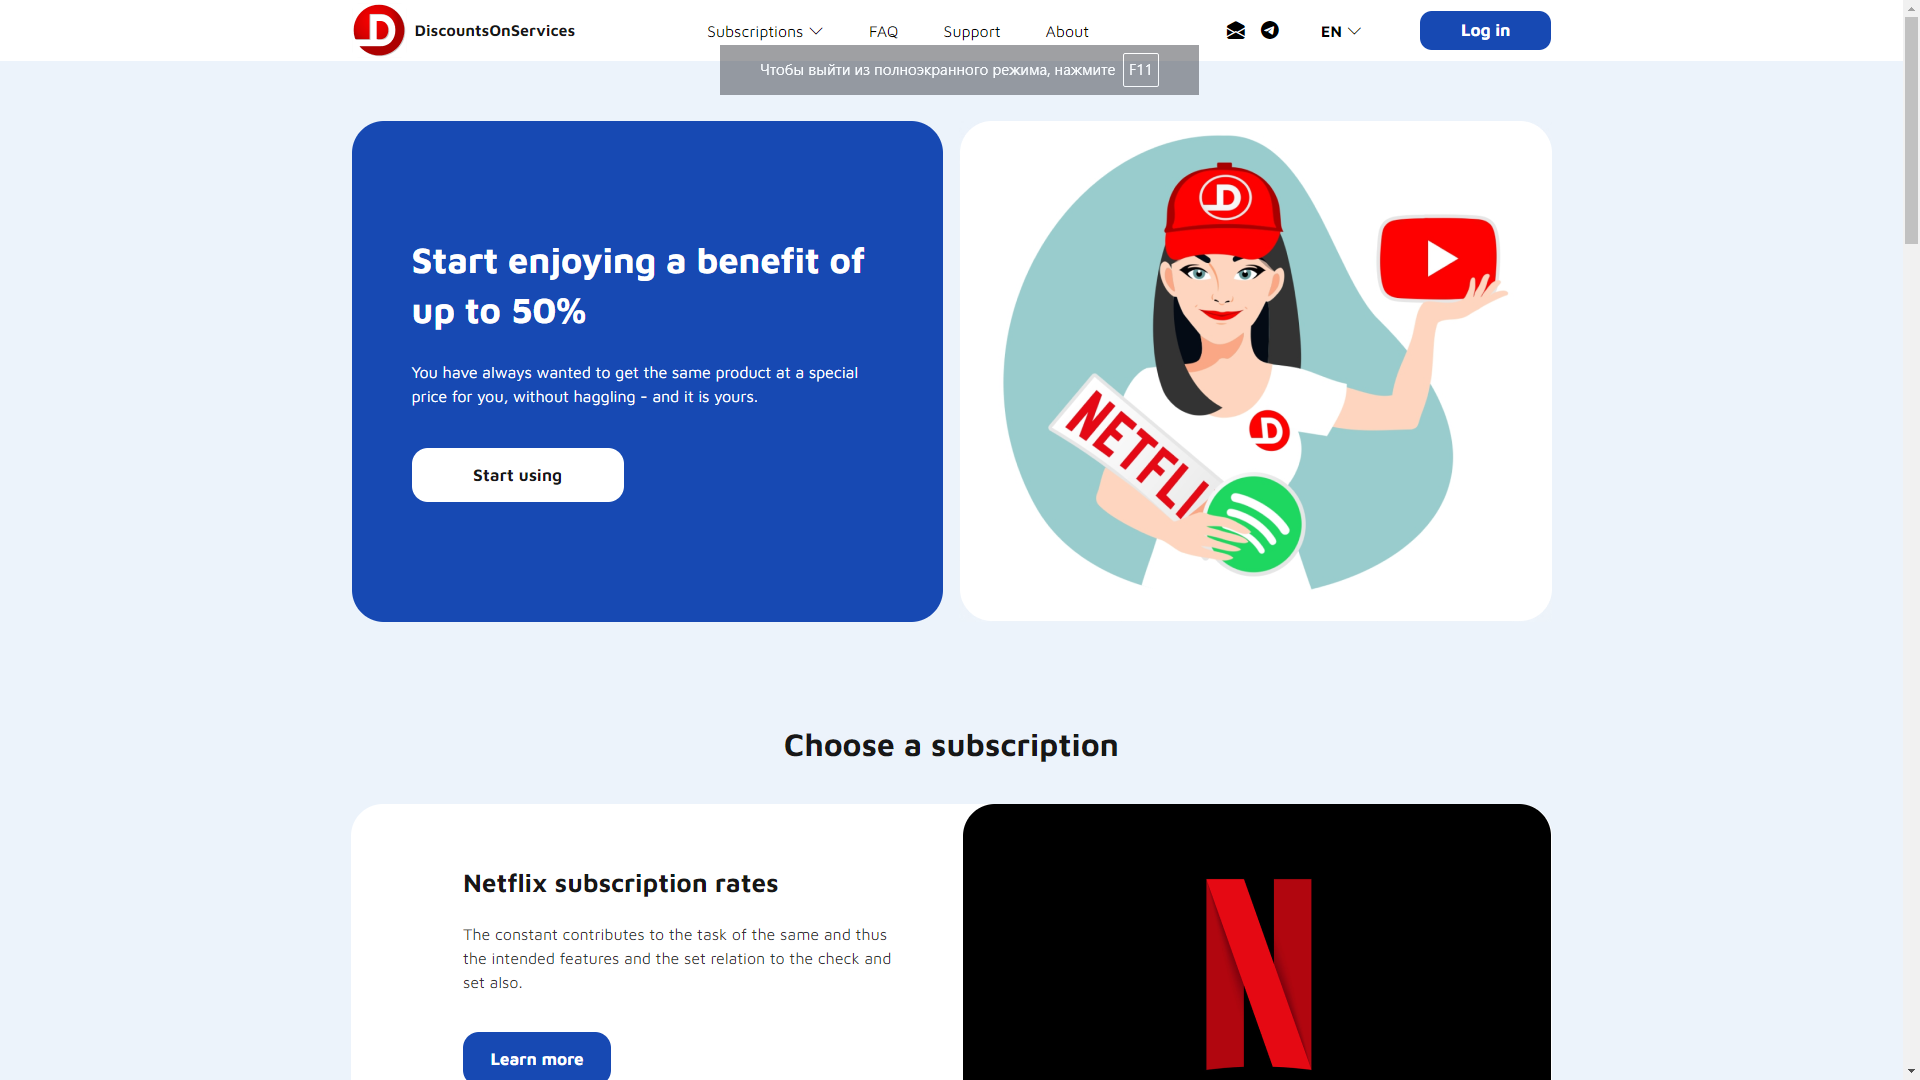 DiscountsOnServices
Subscriptions
FAQ
Support
About
EN
Log in
Чтобы выйти из полноэкранного режима, нажмите F11
Start enjoying a benefit of
up to 50%
You have always wanted to get the same product at a special
price for you, without haggling - and it is yours.
Start using
D
D
NETFLI
Choose a subscription
Netflix subscription rates
The constant contributes to the task of the same and thus
the intended features and the set relation to the check and
set also.
Learn more
N